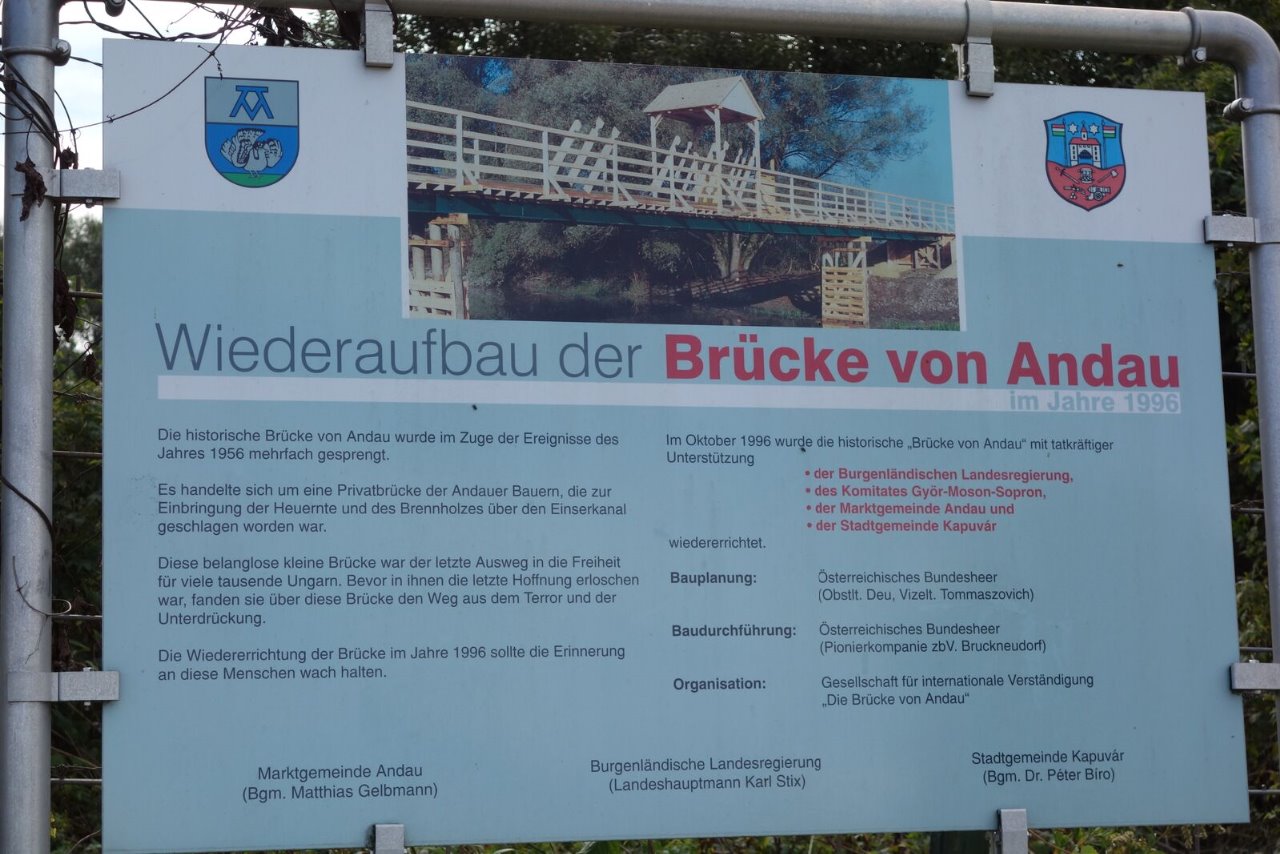 Wiederaufbau der Brücke von Andau
im Jahre 1996
Die historische Brücke von Andau wurde im Zuge der Ereignisse des
Jahres 1956 mehrfach gesprengt.
Es handelte sich um eine Privatbrücke der Andauer Bauern, die zur
Einbringung der Heuernte und des Brennholzes über den Einserkanal
geschlagen worden war.
Diese belanglose kleine Brücke war der letzte Ausweg in die Freiheit
für viele tausende Ungarn. Bevor in ihnen die letzte Hoffnung erloschen
war, fanden sie über diese Brücke den Weg aus dem Terror und der
Unterdrückung.
Die Wiedererrichtung der Brücke im Jahre 1996 sollte die Erinnerung
an diese Menschen wach halten.
Im Oktober 1996 wurde die historische „Brücke von Andau“ mit tatkräftiger
Unterstützung
• der Burgenländischen Landesregierung,
• des Komitates Györ-Moson-Sopron,
• der Marktgemeinde Andau und
• der Stadtgemeinde Kapuvár
wiedererrichtet.
Bauplanung: Österreichisches Bundesheer
(Obstlt. Deu, Vizelt. Tommaszovich)
Baudurchführung: Österreichisches Bundesheer
(Pionierkompanie zbV. Bruckneudorf)
Organisation: Gesellschaft für internationale Verständigung
„Die Brücke von Andau“
Marktgemeinde Andau
(Bgm. Matthias Gelbmann)
Burgenländische Landesregierung
(Landeshauptmann Karl Stix)
Stadtgemeinde Kapuvár
(Bgm. Dr. Péter Biro)